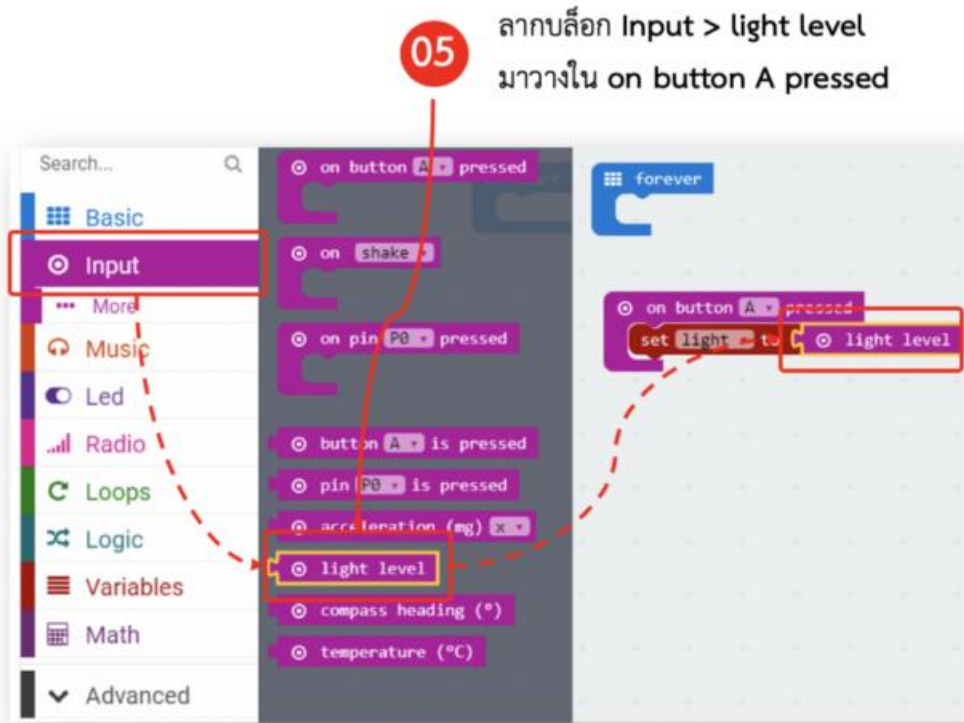 05
ลากบล็อก Input > light level
มาวางใน on button A pressed
Search...
Basic
Input
More
Music
Led
Radio
Loops
Logic
Variables
Math
Advanced
on button A pressed
on shake
on pin P0 pressed
button A is pressed
pin P0 is pressed
acceleration (mg) x
light level
compass heading (°)
temperature (°C)
forever
on button A pressed
set light to light level